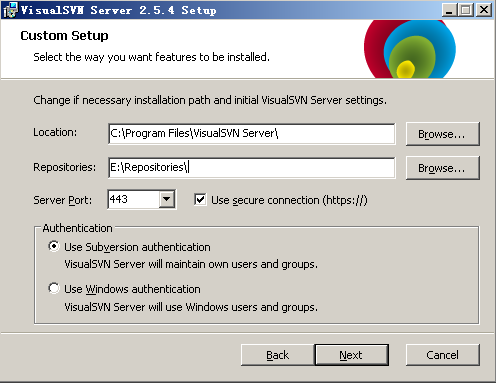 VisualSVN Server 2.5.4 Setup
Custom Setup
Select the way you want features to be installed.
Change if necessary installation path and initial VisualSVN Server settings.
Location: C:\Program Files\VisualSVN Server\ Browse...
Repositories: E:\Repositories\ Browse...
Server Port: 443 Use secure connection (https://)
Authentication
Use Subversion authentication
VisualSVN Server will maintain own users and groups.
Use Windows authentication
VisualSVN Server will use Windows users and groups.
Back Next Cancel